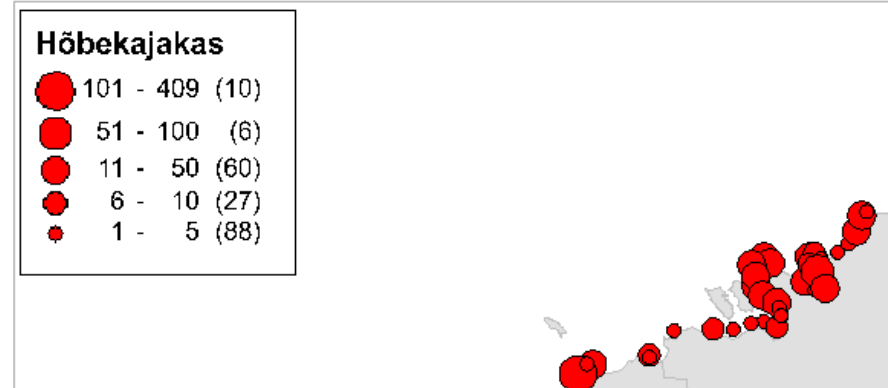 Hõbekajakas
101 - 409 (10)
51 - 100 (6)
11 - 50 (60)
6 - 10 (27)
1 - 5 (88)